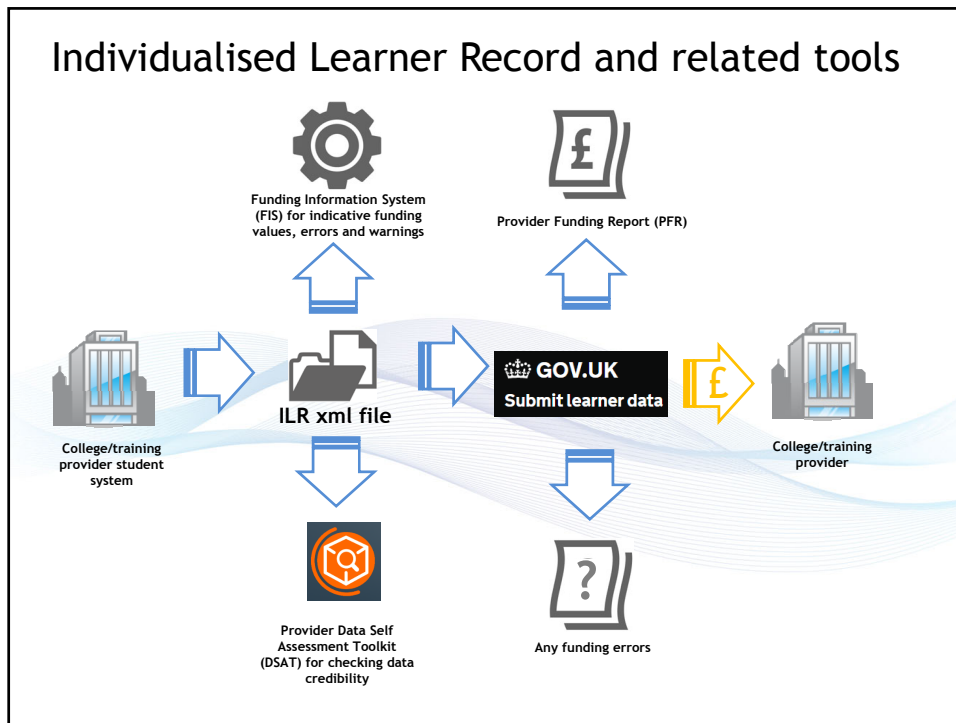 Individualised Learner Record and related tools
£
Funding Information System
(FIS) for indicative funding
values, errors and warnings
Provider Funding Report (PFR)
College/training
provider student
system
ILR xml file
GOV.UK
Submit learner data
£
College/training
provider
Provider Data Self
Assessment Toolkit
(DSAT) for checking data
credibility
?
Any funding errors